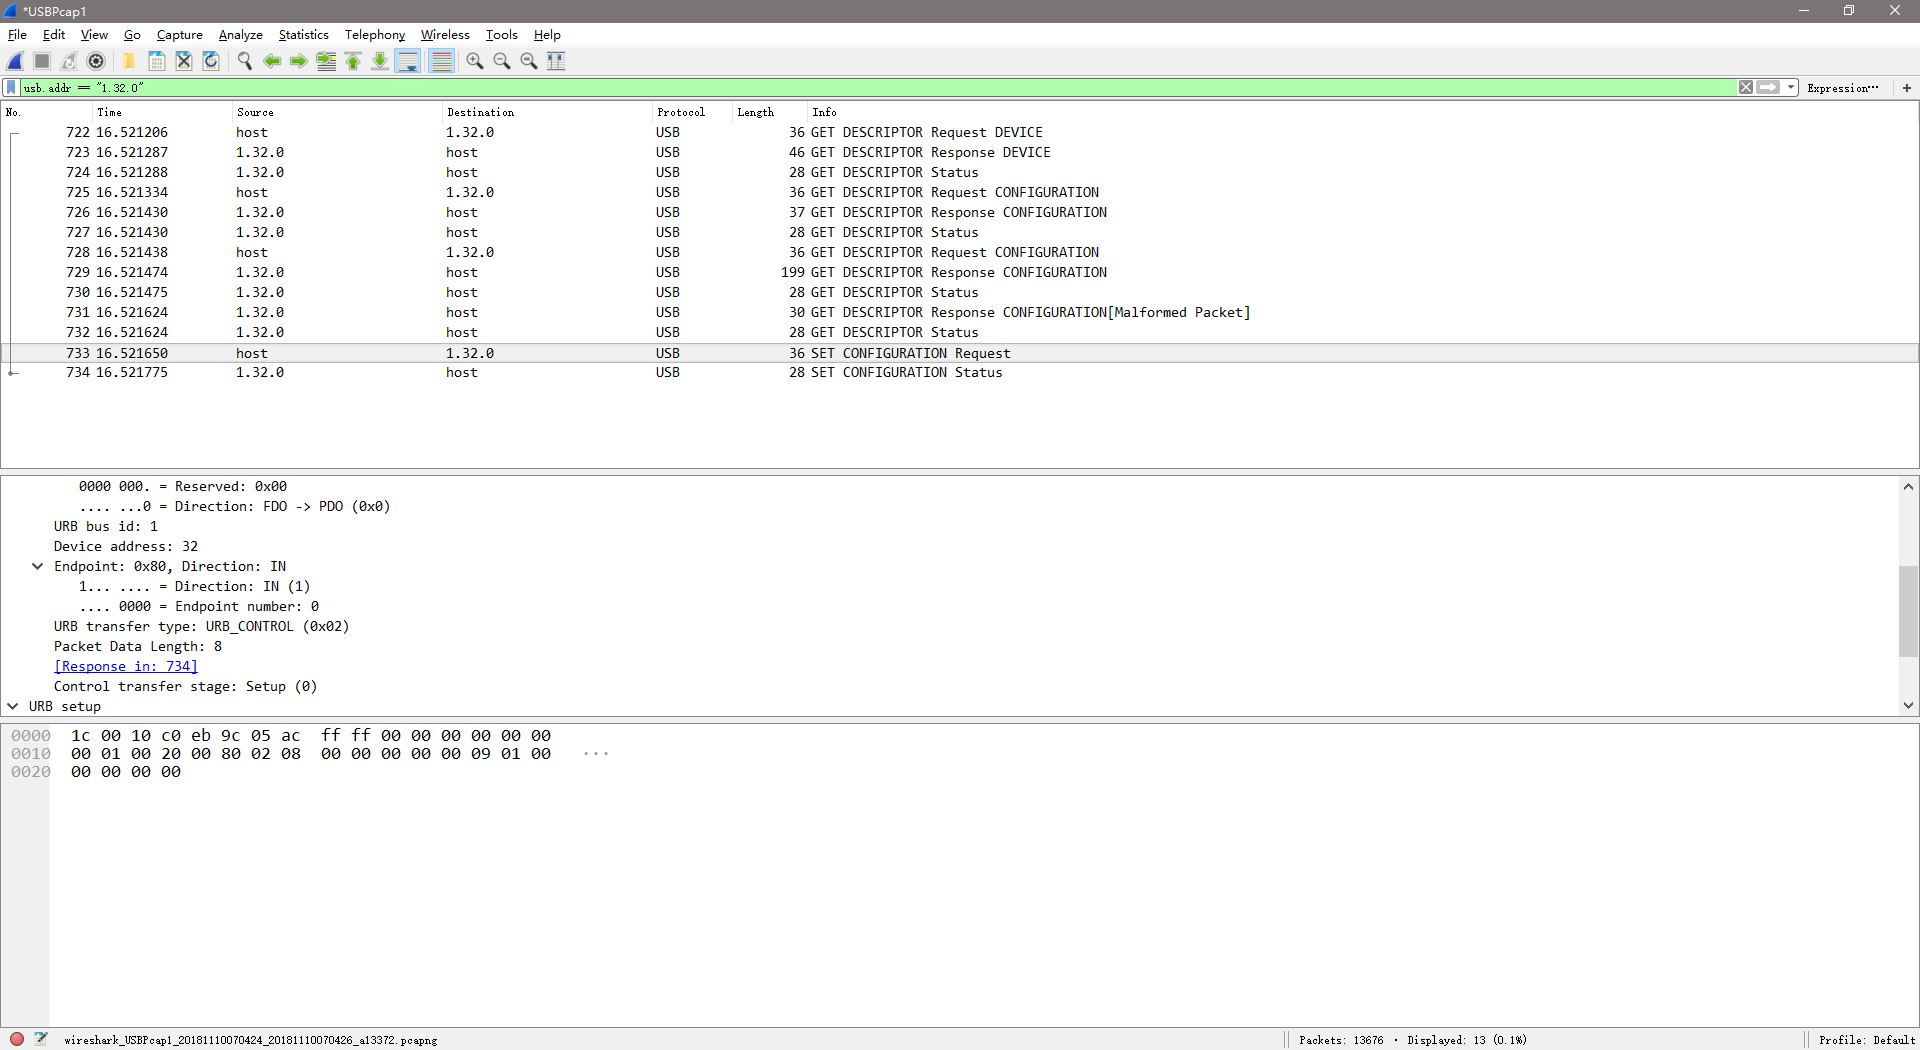 *USBPcap1
File Edit View Go Capture Analyze Statistics Telephony Wireless Tools Help
usb.addr == "1.32.0" Expression… +
No. Time Source Destination Protocol Length Info
722 16.521206 host 1.32.0 USB 36 GET DESCRIPTOR Request DEVICE
723 16.521287 1.32.0 host USB 46 GET DESCRIPTOR Response DEVICE
724 16.521288 1.32.0 host USB 28 GET DESCRIPTOR Status
725 16.521334 host 1.32.0 USB 36 GET DESCRIPTOR Request CONFIGURATION
726 16.521430 1.32.0 host USB 37 GET DESCRIPTOR Response CONFIGURATION
727 16.521430 1.32.0 host USB 28 GET DESCRIPTOR Status
728 16.521438 host 1.32.0 USB 36 GET DESCRIPTOR Request CONFIGURATION
729 16.521474 1.32.0 host USB 199 GET DESCRIPTOR Response CONFIGURATION
730 16.521475 1.32.0 host USB 28 GET DESCRIPTOR Status
731 16.521624 1.32.0 host USB 30 GET DESCRIPTOR Response CONFIGURATION[Malformed Packet]
732 16.521624 1.32.0 host USB 28 GET DESCRIPTOR Status
733 16.521650 host 1.32.0 USB 36 SET CONFIGURATION Request
734 16.521775 1.32.0 host USB 28 SET CONFIGURATION Status
0000 000. = Reserved: 0x00
.... ...0 = Direction: FDO -> PDO (0x0)
URB bus id: 1
Device address: 32
Endpoint: 0x80, Direction: IN
1... .... = Direction: IN (1)
.... 0000 = Endpoint number: 0
URB transfer type: URB_CONTROL (0x02)
Packet Data Length: 8
[Response in: 734]
Control transfer stage: Setup (0)
URB setup
0000 1c 00 10 c0 eb 9c 05 ac ff ff 00 00 00 00 00 00
0010 00 01 00 20 00 80 02 08 00 00 00 00 00 09 01 00 ...
0020 00 00 00 00
wireshark_USBPcap1_20181110070424_20181110070426_a13372.pcapng Packets: 13676 · Displayed: 13 (0.1%) Profile: Default